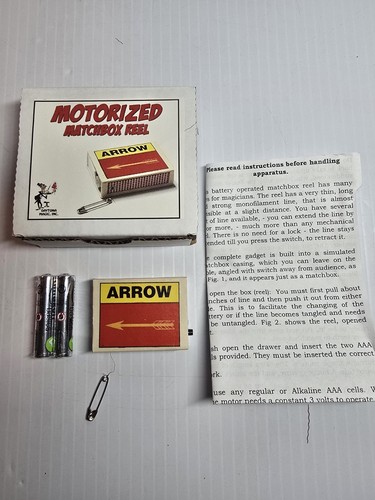 MOTORIZED
MATCHBOX REEL
ARROW
DAYTONA
MAGIC, INC.
ARROW
Please read instructions before handling
apparatus.
s battery operated matchbox reel has many
s for magicians. The reel has a very thin, long
strong monofilament line, that is almost
sible at a slight distance. You have several
t of line available, - you can extend the line by
or more, - much more than any mechanical
l. There is no need for a lock - the line stays
ended till you press the switch, to retract it.
e complete gadget is built into a simulated
chbox casing, which you can leave on the
le, angled with switch away from audience, as
Fig. 1, and it appears just as a matchbox.
open the box (reel): You must first pull about
nches of line and then push it out from either
e. This is to facilitate the changing of the
tery or if the line becomes tangled and needs
be untangled. Fig 2. shows the reel, opened
t.
sh open the drawer and insert the two AAA
ls provided. They must be inserted the correct
ork.
use any regular or Alkaline AAA cells. W
e motor needs a constant 3 volts to operate